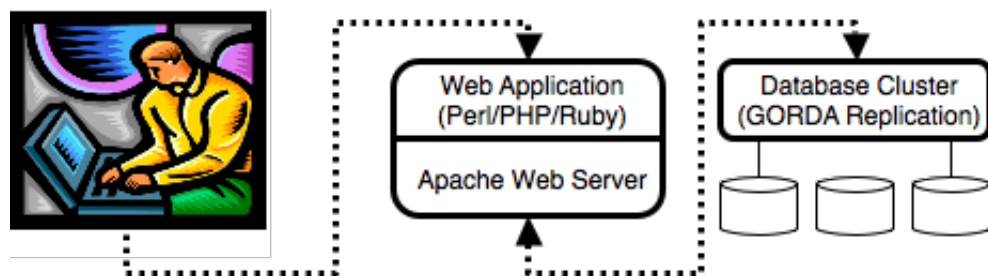 Web Application
(Perl/PHP/Ruby)
Apache Web Server
Database Cluster
(GORDA Replication)